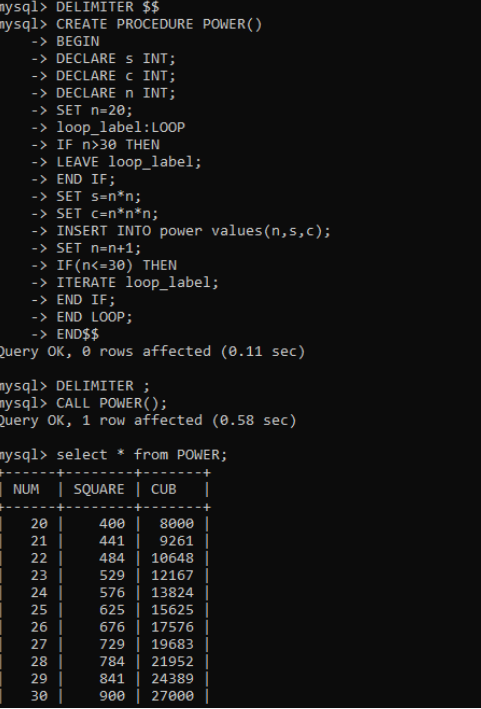 mysql> DELIMITER $$
mysql> CREATE PROCEDURE POWER()
    -> BEGIN
    -> DECLARE s INT;
    -> DECLARE c INT;
    -> DECLARE n INT;
    -> SET n=20;
    -> loop_label:LOOP
    -> IF n>30 THEN
    -> LEAVE loop_label;
    -> END IF;
    -> SET s=n*n;
    -> SET c=n*n*n;
    -> INSERT INTO power values(n,s,c);
    -> SET n=n+1;
    -> IF(n<=30) THEN
    -> ITERATE loop_label;
    -> END IF;
    -> END LOOP;
    -> END$$
Query OK, 0 rows affected (0.11 sec)

mysql> DELIMITER ;
mysql> CALL POWER();
Query OK, 1 row affected (0.58 sec)

mysql> select * from POWER;
+------+--------+-------+
| NUM  | SQUARE | CUB   |
+------+--------+-------+
|   20 |    400 |  8000 |
|   21 |    441 |  9261 |
|   22 |    484 | 10648 |
|   23 |    529 | 12167 |
|   24 |    576 | 13824 |
|   25 |    625 | 15625 |
|   26 |    676 | 17576 |
|   27 |    729 | 19683 |
|   28 |    784 | 21952 |
|   29 |    841 | 24389 |
|   30 |    900 | 27000 |